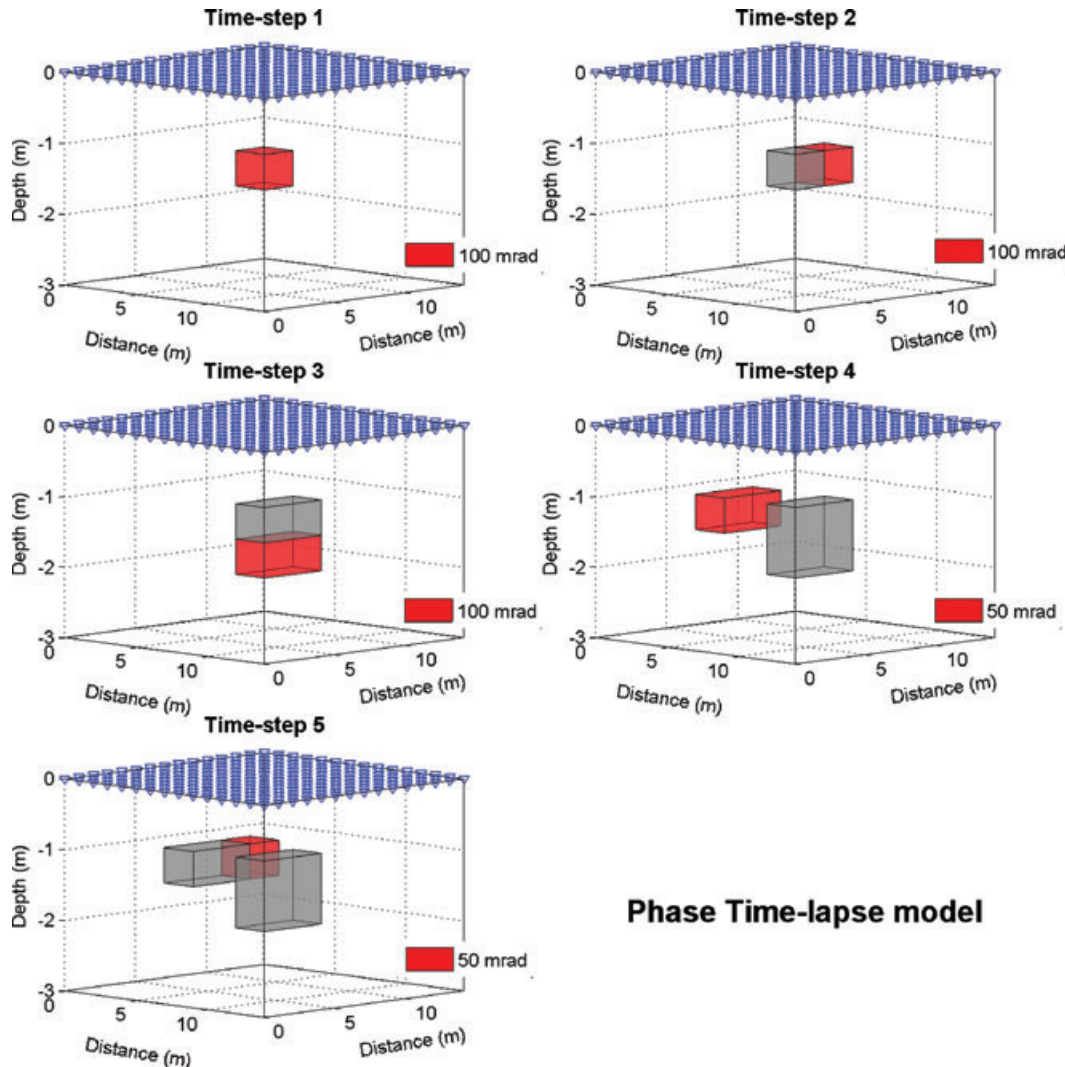 Time-step 1
0
-1
-2
-3
Depth (m)
0
5
10
Distance (m)
0
5
10
Distance (m)
100 mrad
Time-step 2
0
-1
-2
-3
Depth (m)
0
5
10
Distance (m)
0
5
10
Distance (m)
100 mrad
Time-step 3
0
-1
-2
-3
Depth (m)
0
5
10
Distance (m)
0
5
10
Distance (m)
100 mrad
Time-step 4
0
-1
-2
-3
Depth (m)
0
5
10
Distance (m)
0
5
10
Distance (m)
50 mrad
Time-step 5
0
-1
-2
-3
Depth (m)
0
5
10
Distance (m)
0
5
10
Distance (m)
50 mrad
Phase Time-lapse model